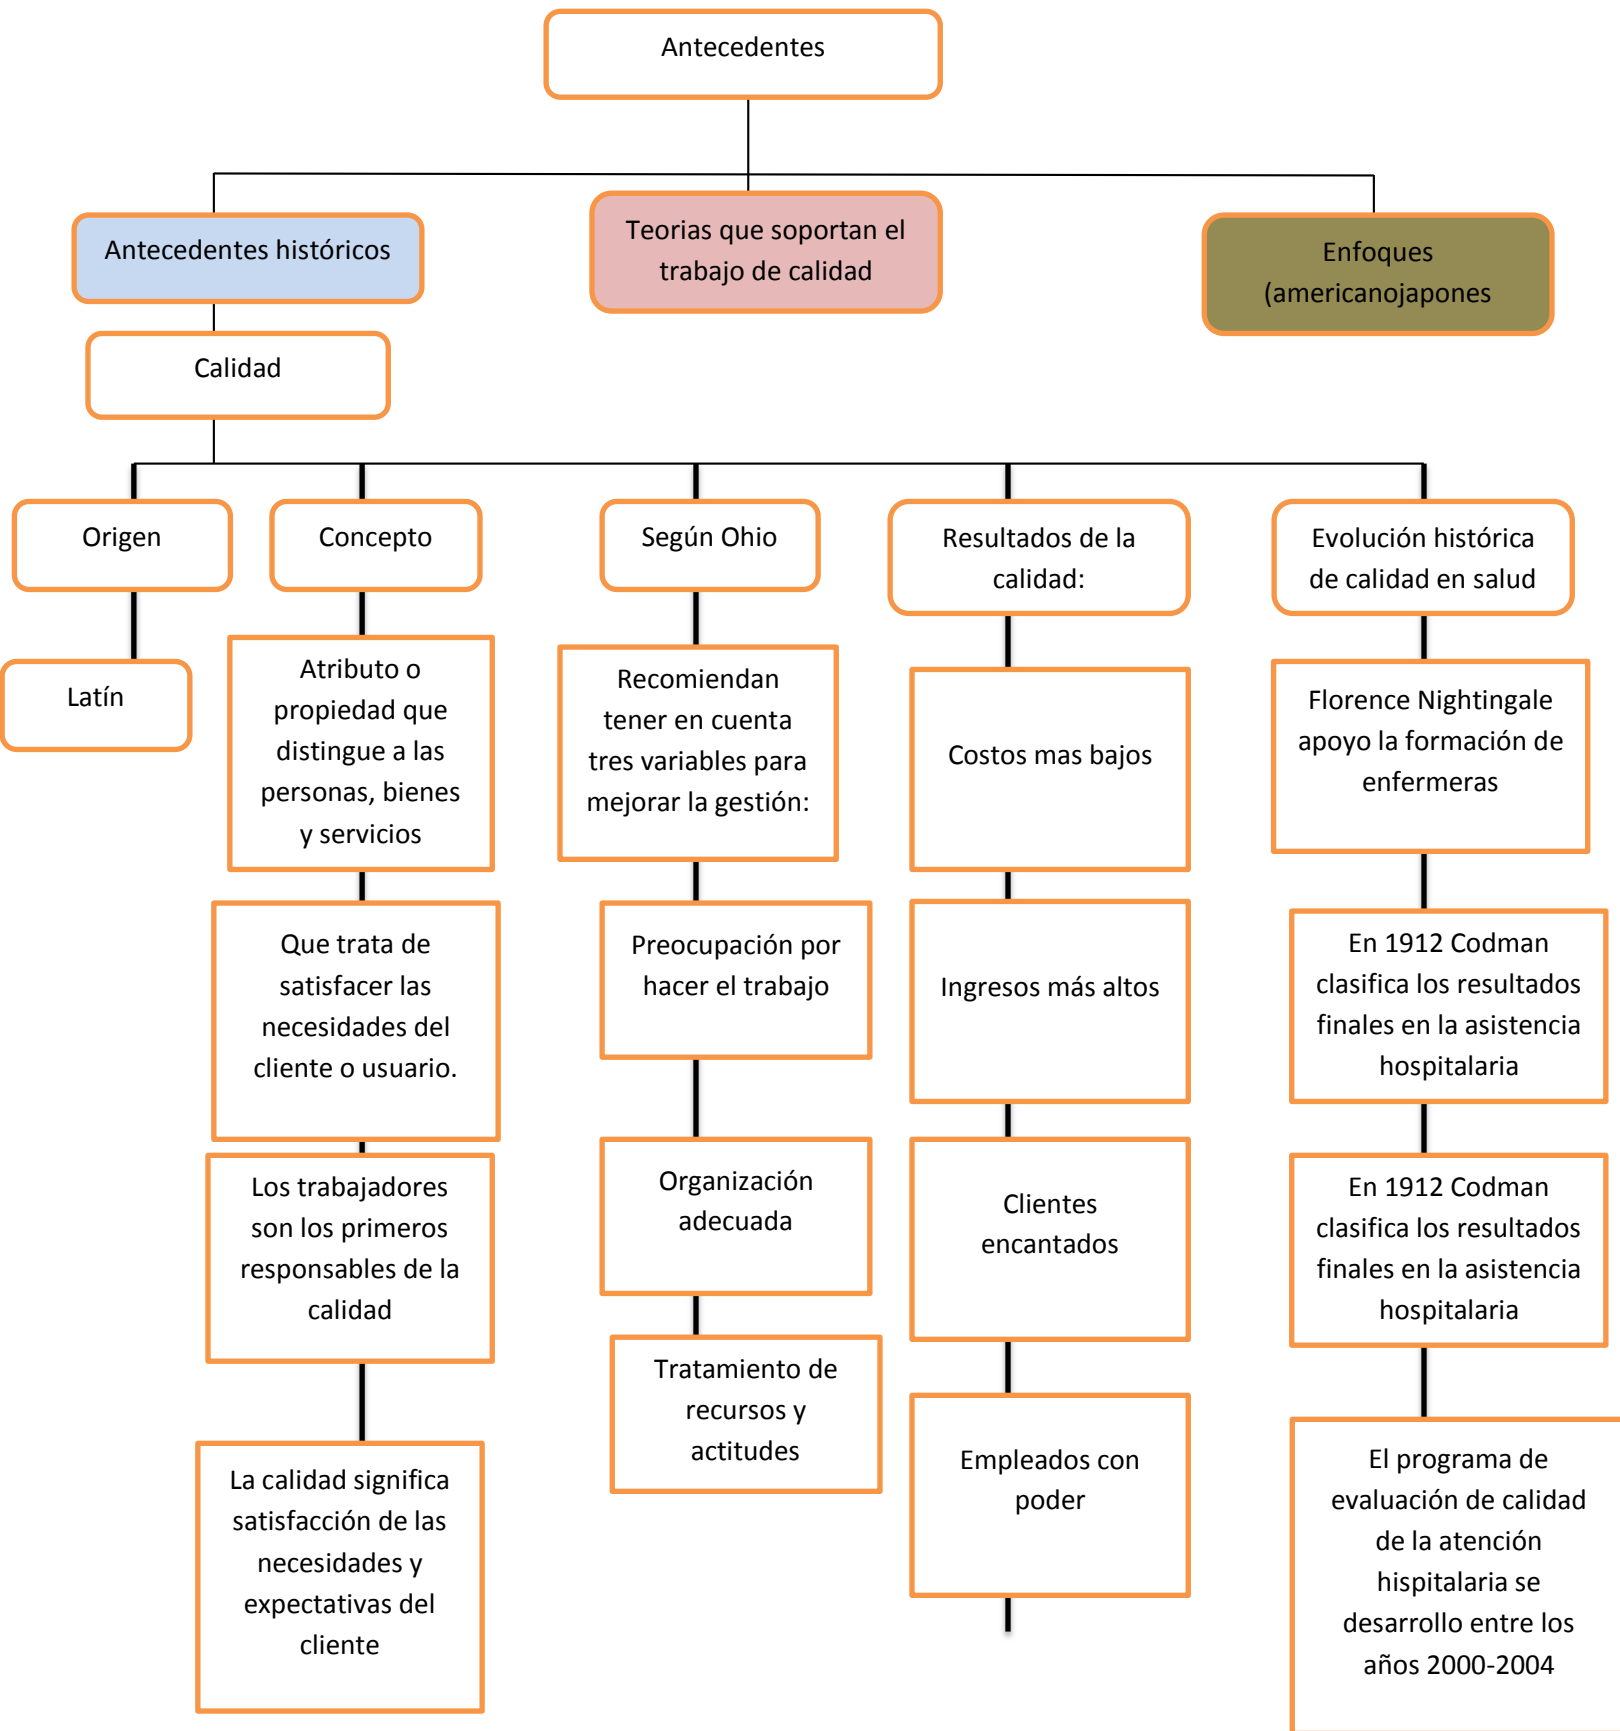 Antecedentes
Antecedentes históricos
Teorias que soportan el
trabajo de calidad
Enfoques
(americanojapones
Calidad
Origen
Latín
Concepto
Atributo o
propiedad que
distingue a las
personas, bienes
y servicios
Que trata de
satisfacer las
necesidades del
cliente o usuario.
Los trabajadores
son los primeros
responsables de la
calidad
La calidad significa
satisfacción de las
necesidades y
expectativas del
cliente
Según Ohio
Recomiendan
tener en cuenta
tres variables para
mejorar la gestión:
Preocupación por
hacer el trabajo
Organización
adecuada
Tratamiento de
recursos y
actitudes
Resultados de la
calidad:
Costos mas bajos
Ingresos más altos
Clientes
encantados
Empleados con
poder
Evolución histórica
de calidad en salud
Florence Nightingale
apoyo la formación de
enfermeras
En 1912 Codman
clasifica los resultados
finales en la asistencia
hospitalaria
En 1912 Codman
clasifica los resultados
finales en la asistencia
hospitalaria
El programa de
evaluación de calidad
de la atención
hispitalaria se
desarrollo entre los
años 2000-2004